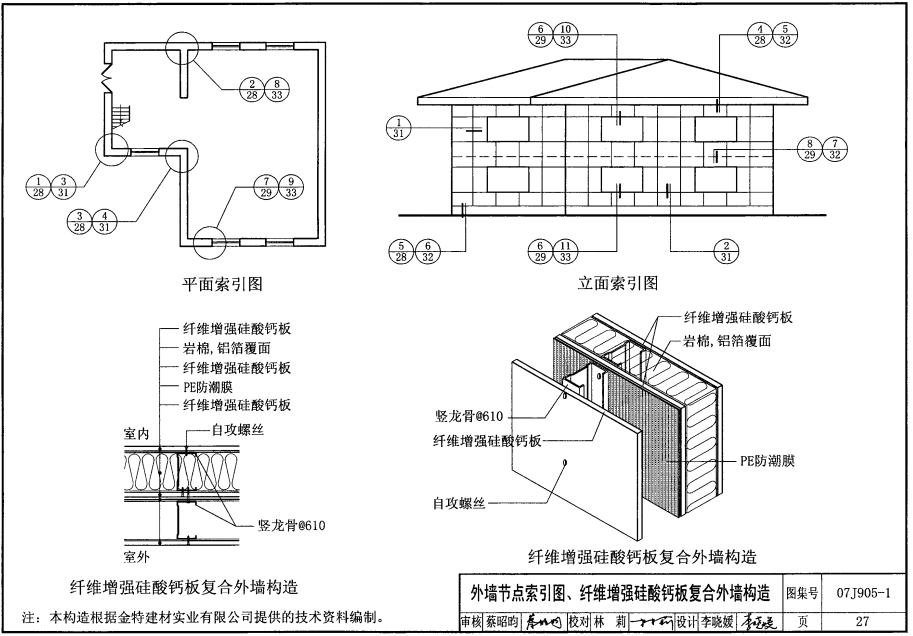 2 8
28 33
1 3
28 31
3 4
28 31
7 9
29 33
平面索引图
6 10
29 33
4 5
28 32
1
31
8 7
29 32
5 6
28 32
6 11
29 33
2
31
立面索引图
纤维增强硅酸钙板
岩棉,铝箔覆面
纤维增强硅酸钙板
PE防潮膜
纤维增强硅酸钙板
室内
自攻螺丝
竖龙骨@610
室外
纤维增强硅酸钙板复合外墙构造
注：本构造根据金特建材实业有限公司提供的技术资料编制。
纤维增强硅酸钙板
岩棉,铝箔覆面
竖龙骨@610
纤维增强硅酸钙板
PE防潮膜
自攻螺丝
纤维增强硅酸钙板复合外墙构造
外墙节点索引图、纤维增强硅酸钙板复合外墙构造 图集号 07J905-1
审核 蔡昭昀 校对 林 莉 设计 李晓媛 页 27